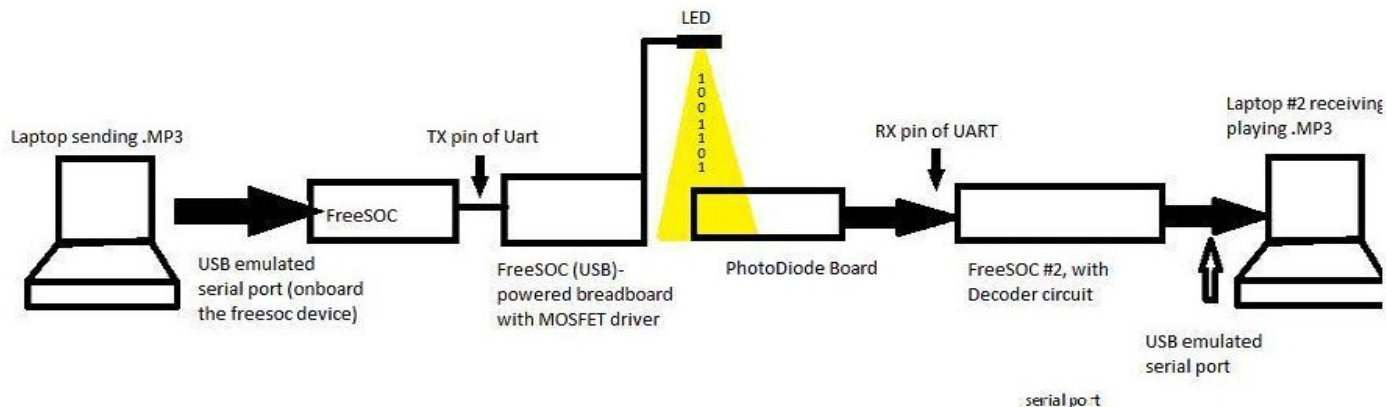 LED
1
0
0
1
1
1
0
1
Laptop sending .MP3
TX pin of Uart
RX pin of UART
Laptop #2 receiving
playing .MP3
FreeSOC
USB emulated
serial port (onboard
the freesoc device)
FreeSOC (USB)-
powered breadboard
with MOSFET driver
PhotoDiode Board
FreeSOC #2, with
Decoder circuit
USB emulated
serial port
serial port